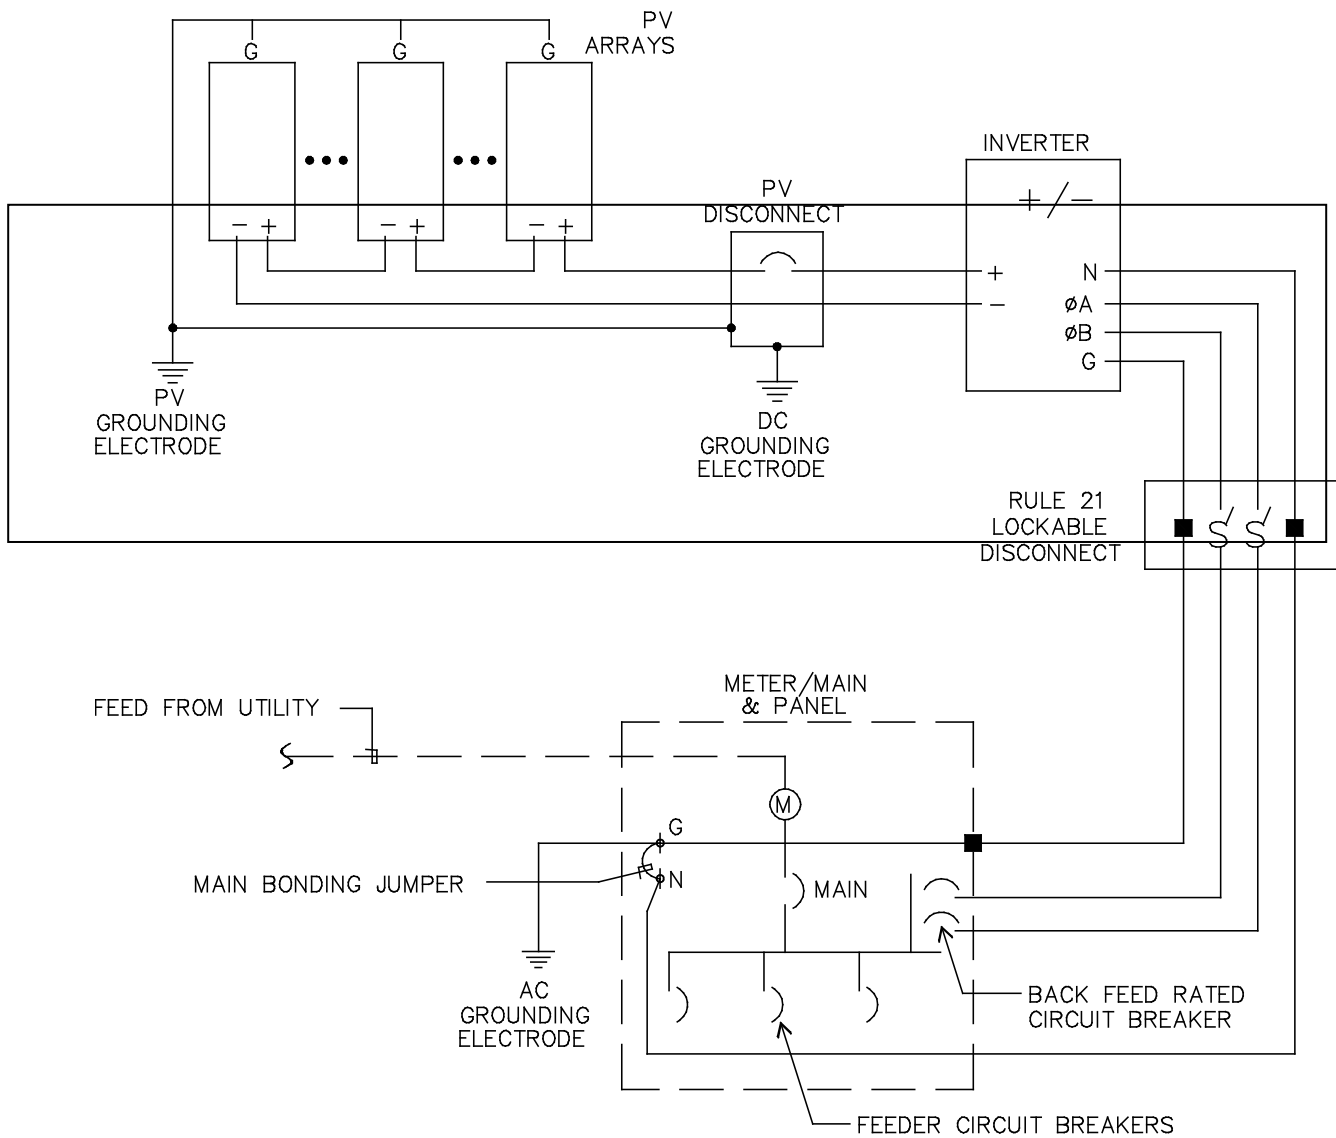 PV
ARRAYS
G G G
INVERTER
+/−
PV
DISCONNECT
− + − + − +
+ N
− øA
øB
G
PV
GROUNDING
ELECTRODE
DC
GROUNDING
ELECTRODE
RULE 21
LOCKABLE
DISCONNECT
METER/MAIN
& PANEL
FEED FROM UTILITY
M
G
MAIN BONDING JUMPER
N
MAIN
AC
GROUNDING
ELECTRODE
BACK FEED RATED
CIRCUIT BREAKER
FEEDER CIRCUIT BREAKERS